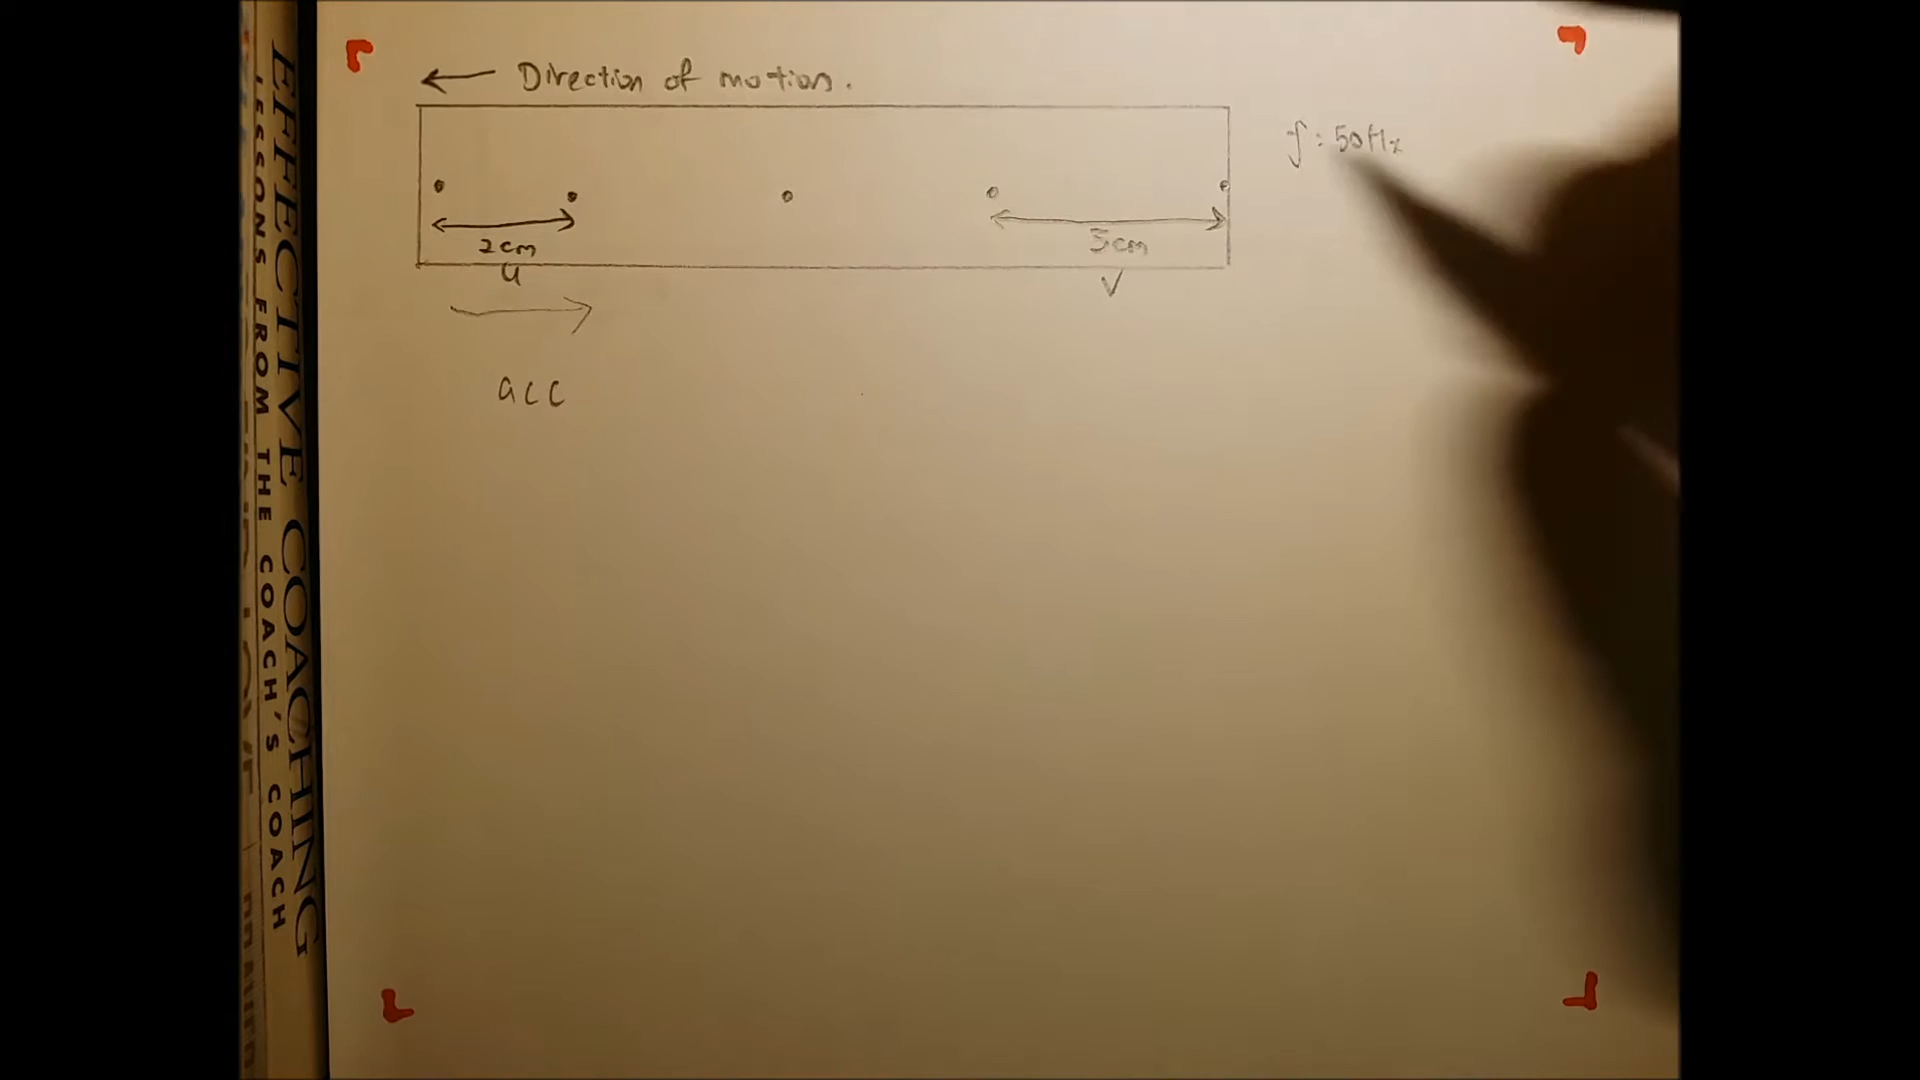 ← Direction of motion.
f: 50Hz
2cm
5cm
u
v
acc
EFFECTIVE COACHING
LESSONS FROM THE COACH'S COACH